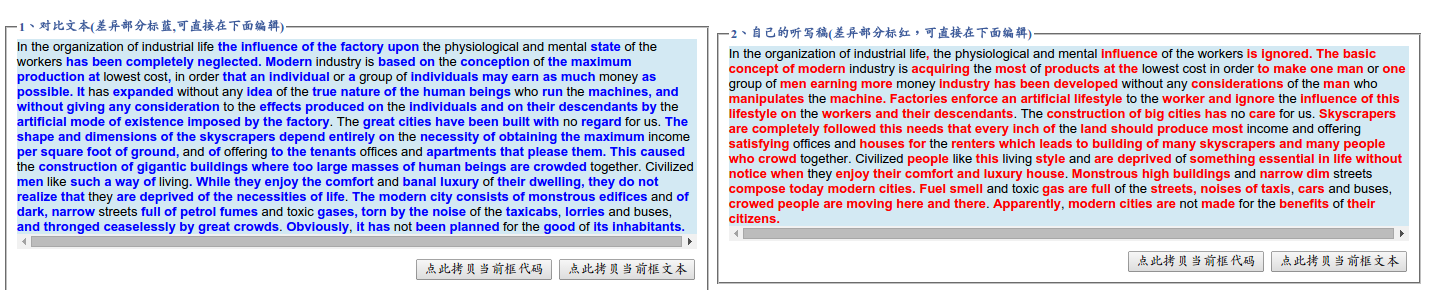 1、对比文本(差异部分标蓝,可直接在下面编辑)
In the organization of industrial life the influence of the factory upon the physiological and mental state of the
workers has been completely neglected. Modern industry is based on the conception of the maximum
production at lowest cost, in order that an individual or a group of individuals may earn as much money as
possible. It has expanded without any idea of the true nature of the human beings who run the machines, and
without giving any consideration to the effects produced on the individuals and on their descendants by the
artificial mode of existence imposed by the factory. The great cities have been built with no regard for us. The
shape and dimensions of the skyscrapers depend entirely on the necessity of obtaining the maximum income
per square foot of ground, and of offering to the tenants offices and apartments that please them. This caused
the construction of gigantic buildings where too large masses of human beings are crowded together. Civilized
men like such a way of living. While they enjoy the comfort and banal luxury of their dwelling, they do not
realize that they are deprived of the necessities of life. The modern city consists of monstrous edifices and of
dark, narrow streets full of petrol fumes and toxic gases, torn by the noise of the taxicabs, lorries and buses,
and thronged ceaselessly by great crowds. Obviously, it has not been planned for the good of its inhabitants.
点此拷贝当前框代码
点此拷贝当前框文本
2、自己的听写稿(差异部分标红，可直接在下面编辑)
In the organization of industrial life, the physiological and mental influence of the workers is ignored. The basic
concept of modern industry is acquiring the most of products at the lowest cost in order to make one man or one
group of men earning more money industry has been developed without any considerations of the man who
manipulates the machine. Factories enforce an artificial lifestyle to the worker and ignore the influence of this
lifestyle on the workers and their descendants. The construction of big cities has no care for us. Skyscrapers
are completely followed this needs that every inch of the land should produce most income and offering
satisfying offices and houses for the renters which leads to building of many skyscrapers and many people
who crowd together. Civilized people like this living style and are deprived of something essential in life without
notice when they enjoy their comfort and luxury house. Monstrous high buildings and narrow dim streets
compose today modern cities. Fuel smell and toxic gas are full of the streets, noises of taxis, cars and buses,
crowed people are moving here and there. Apparently, modern cities are not made for the benefits of their
citizens.
点此拷贝当前框代码
点此拷贝当前框文本